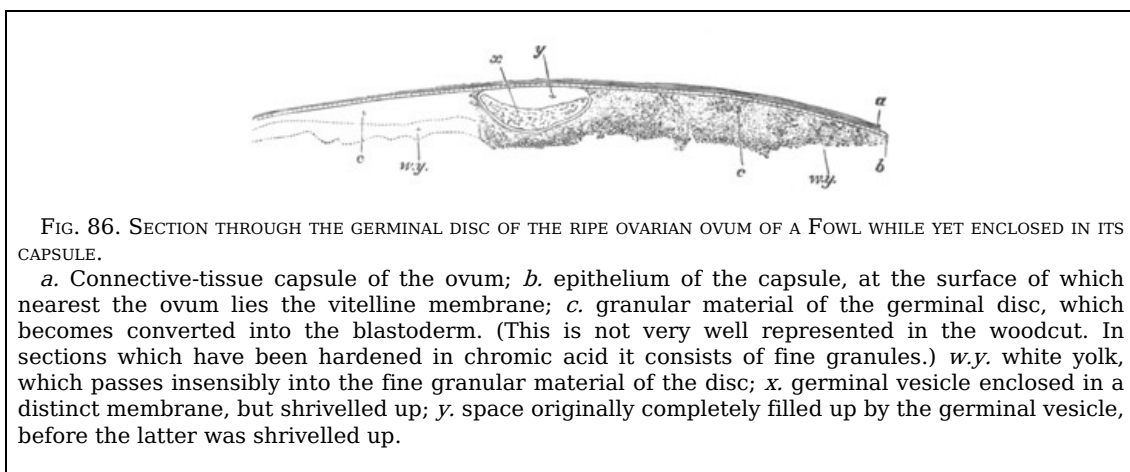 x y
a
c w.y. c w.y. b
FIG. 86. SECTION THROUGH THE GERMINAL DISC OF THE RIPE OVARIAN OVUM OF A FOWL WHILE YET ENCLOSED IN ITS
CAPSULE.
a. Connective-tissue capsule of the ovum; b. epithelium of the capsule, at the surface of which
nearest the ovum lies the vitelline membrane; c. granular material of the germinal disc, which
becomes converted into the blastoderm. (This is not very well represented in the woodcut. In
sections which have been hardened in chromic acid it consists of fine granules.) w.y. white yolk,
which passes insensibly into the fine granular material of the disc; x. germinal vesicle enclosed in a
distinct membrane, but shrivelled up; y. space originally completely filled up by the germinal vesicle,
before the latter was shrivelled up.